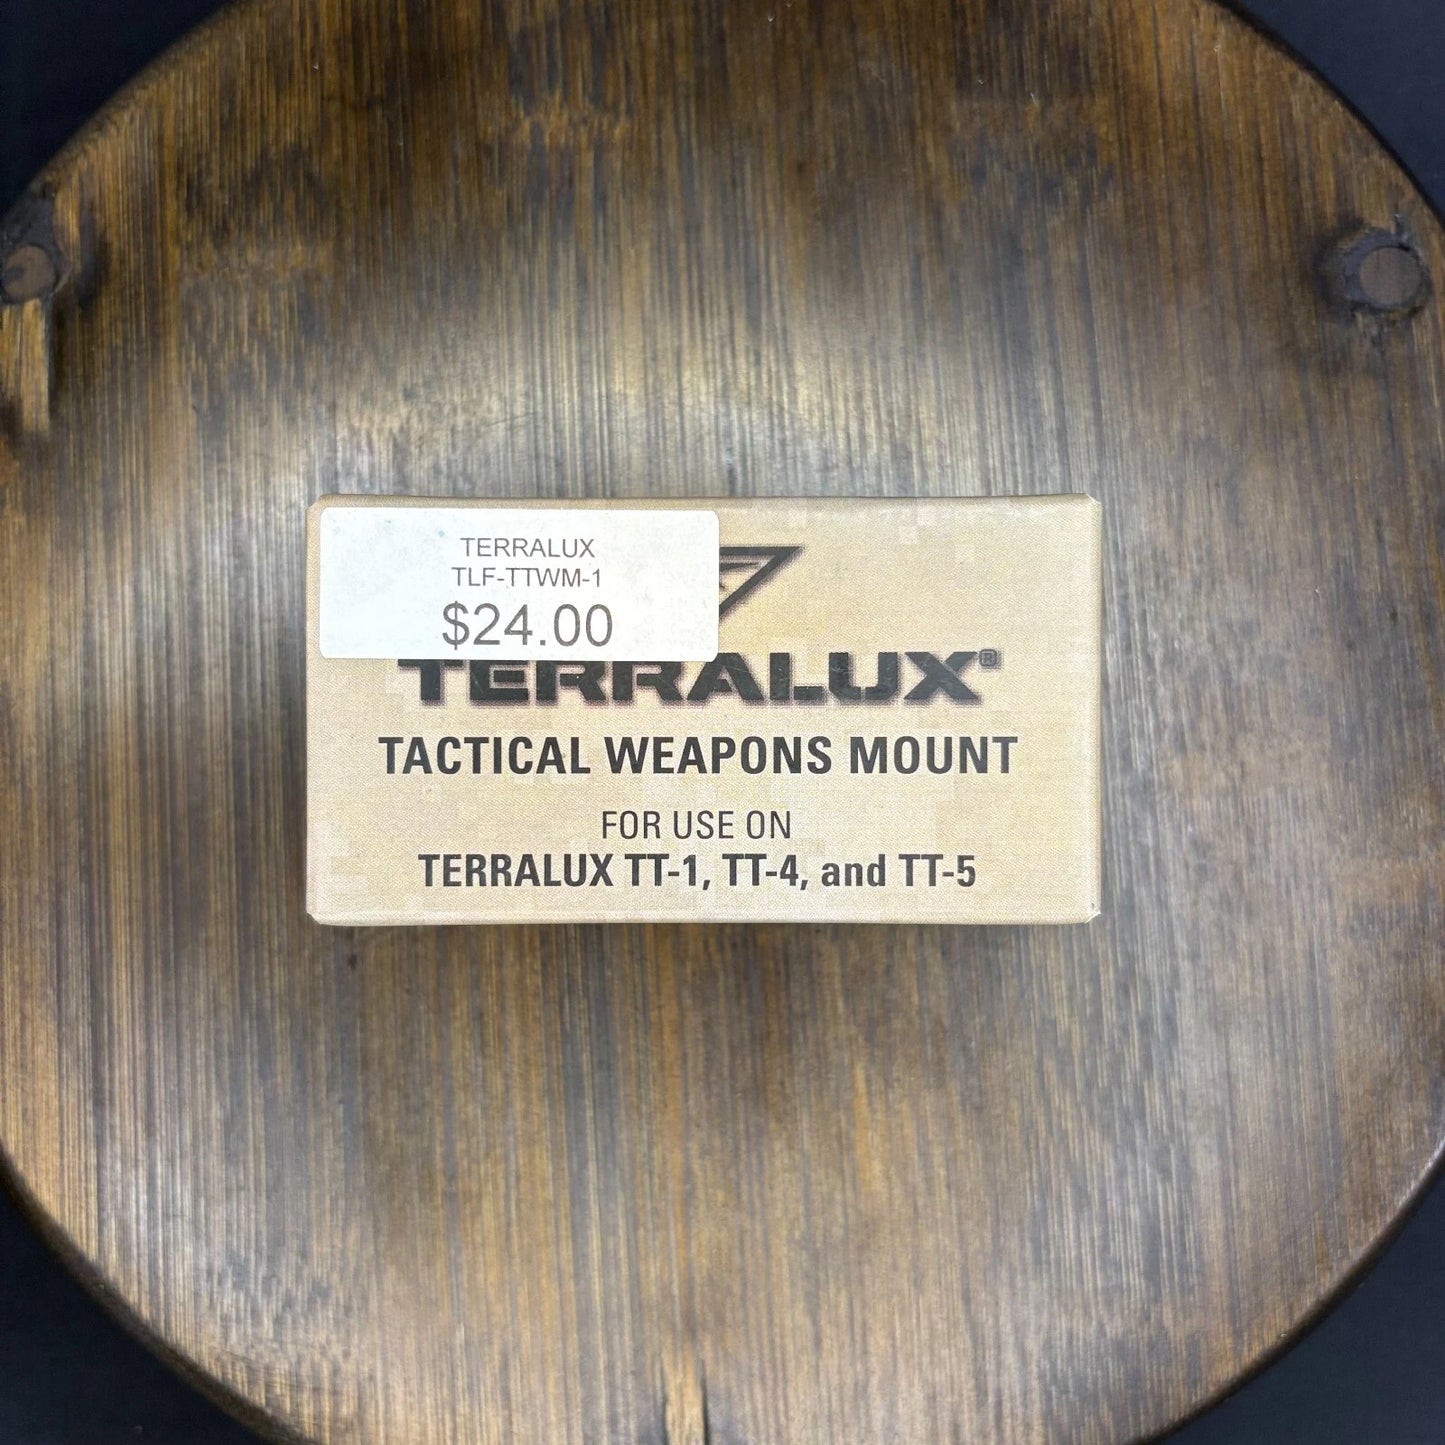 TERRALUX
TLF-TTWM-1
$24.00
TERRALUX®
TACTICAL WEAPONS MOUNT
FOR USE ON
TERRALUX TT-1, TT-4, and TT-5